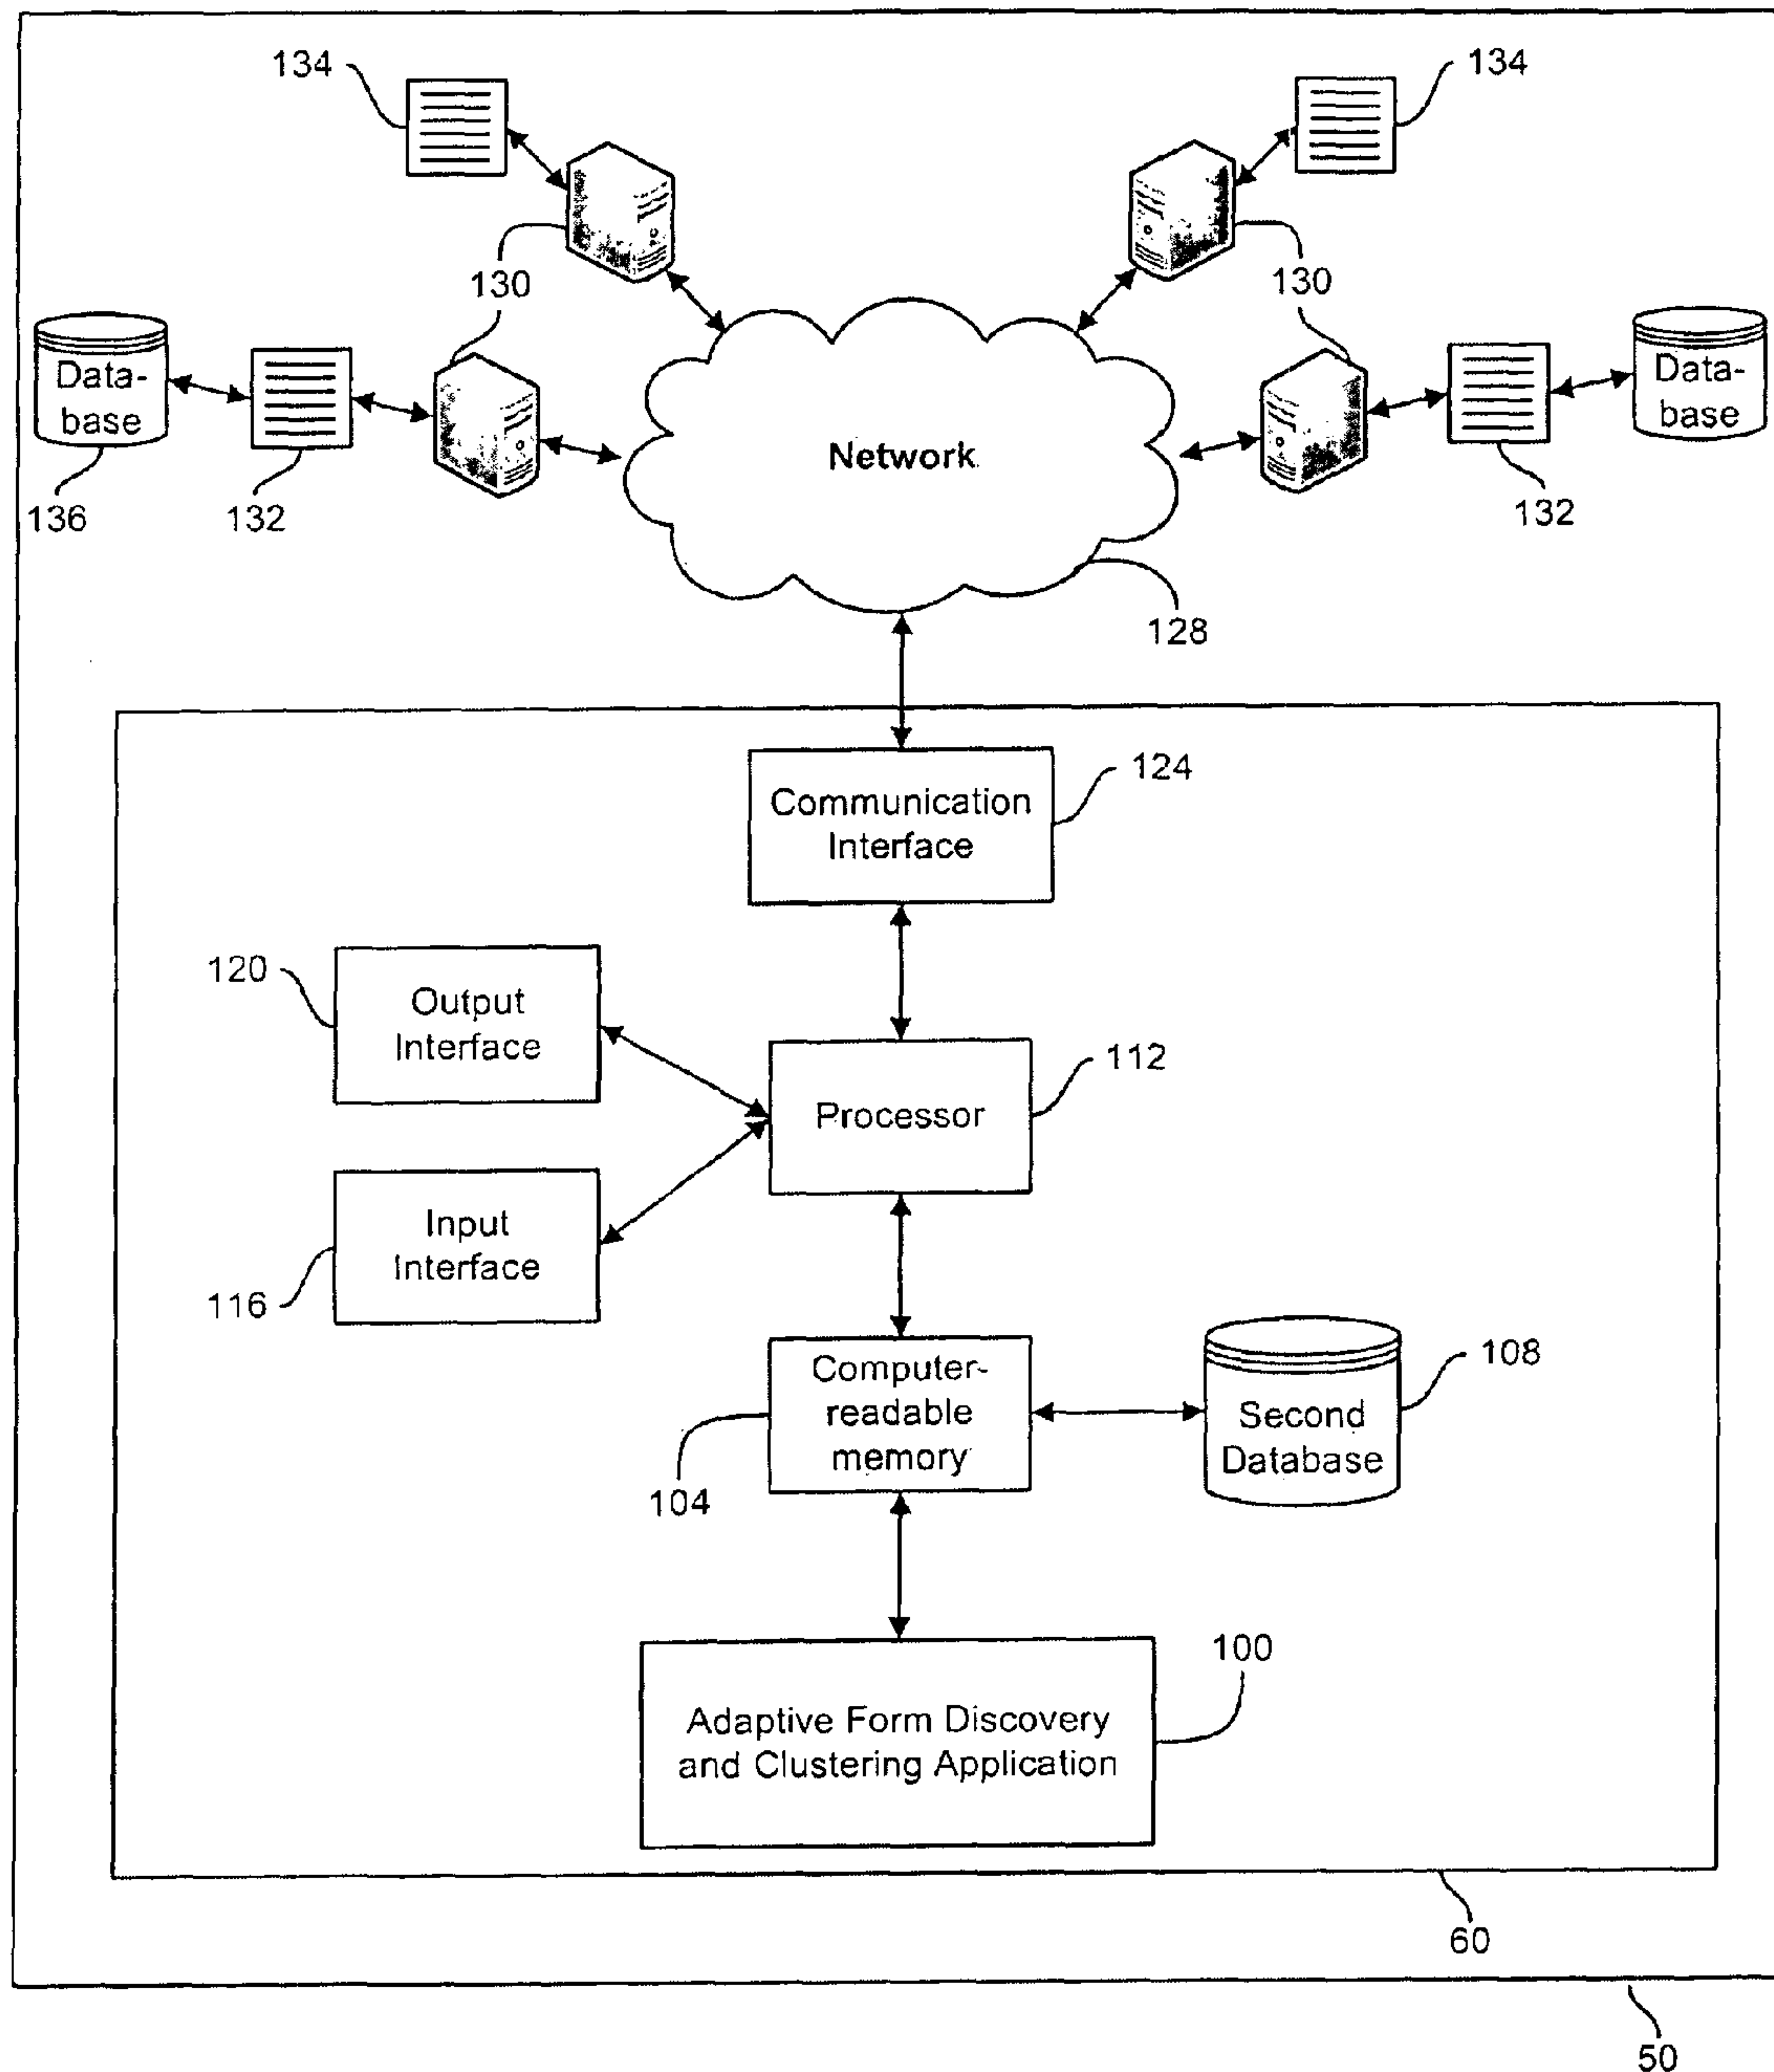 134
134
130
130
Data-
base
Data-
base
Network
136
132
132
128
Communication
Interface
124
120
Output
Interface
112
Processor
Input
Interface
116
Computer-
readable
memory
108
Second
Database
104
100
Adaptive Form Discovery
and Clustering Application
60
50